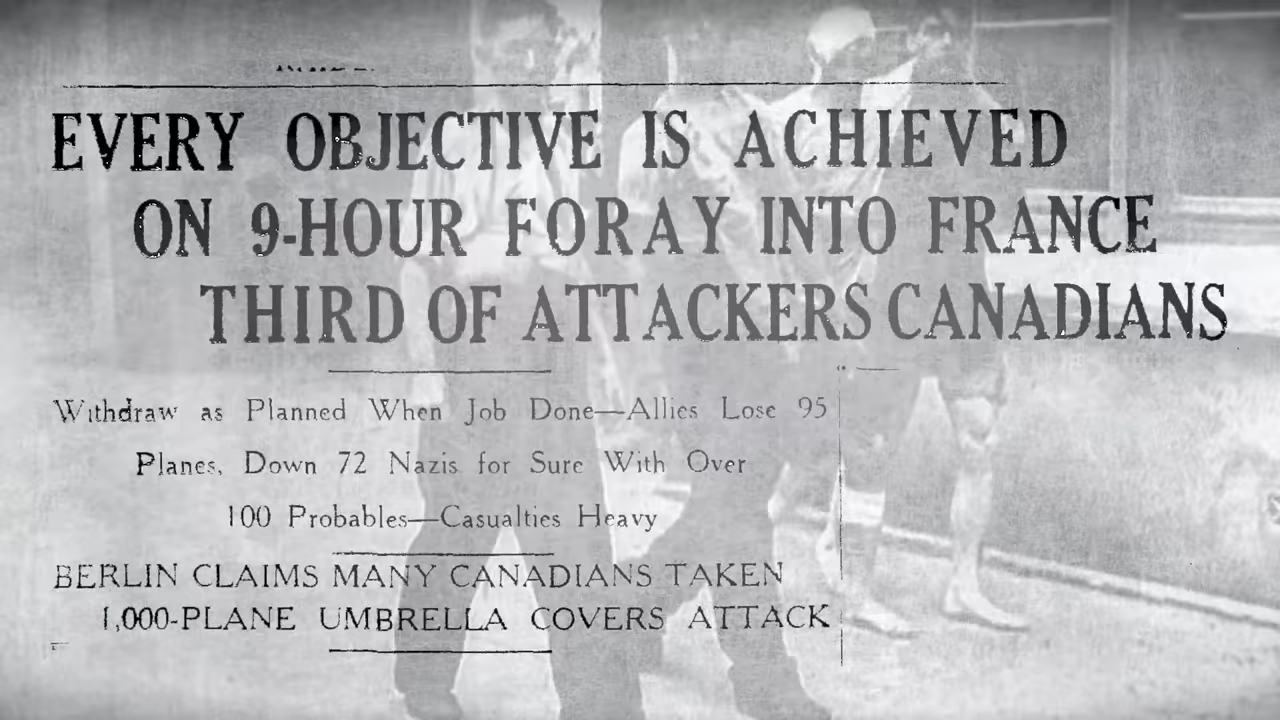 EVERY OBJECTIVE IS ACHIEVED
ON 9-HOUR FORAY INTO FRANCE
THIRD OF ATTACKERS CANADIANS
Withdraw as Planned When Job Done—Allies Lose 95
Planes, Down 72 Nazis for Sure With Over
100 Probables—Casualties Heavy
BERLIN CLAIMS MANY CANADIANS TAKEN
1,000-PLANE UMBRELLA COVERS ATTACK